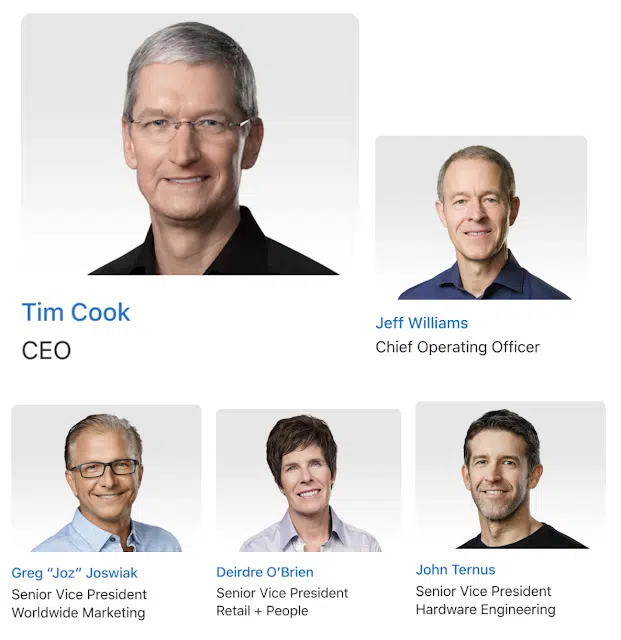 Tim Cook
CEO
Jeff Williams
Chief Operating Officer
Greg “Joz” Joswiak
Senior Vice President
Worldwide Marketing
Deirdre O’Brien
Senior Vice President
Retail + People
John Ternus
Senior Vice President
Hardware Engineering